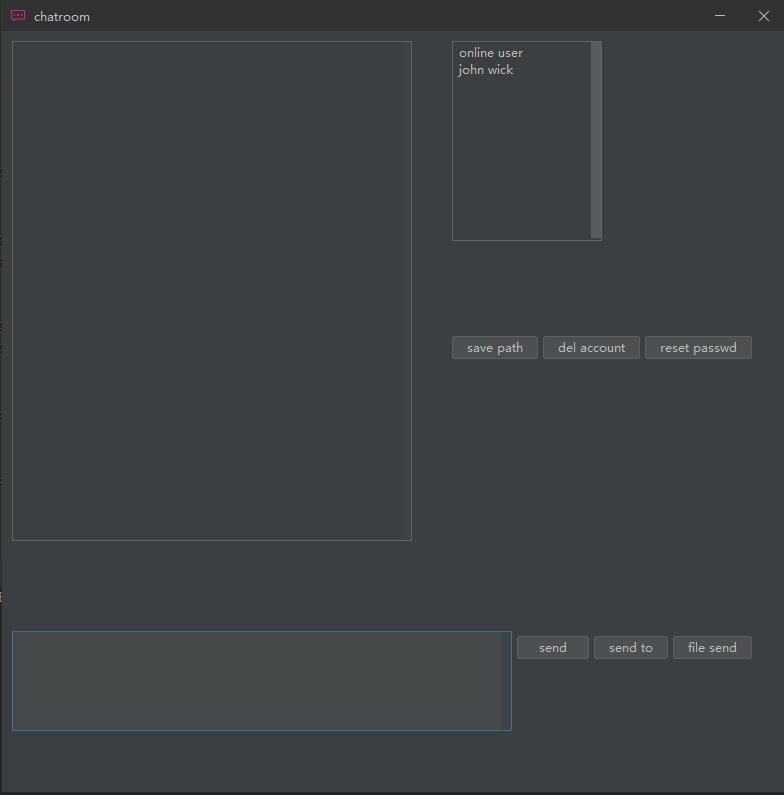 chatroom
online user
john wick
save path
del account
reset passwd
send
send to
file send